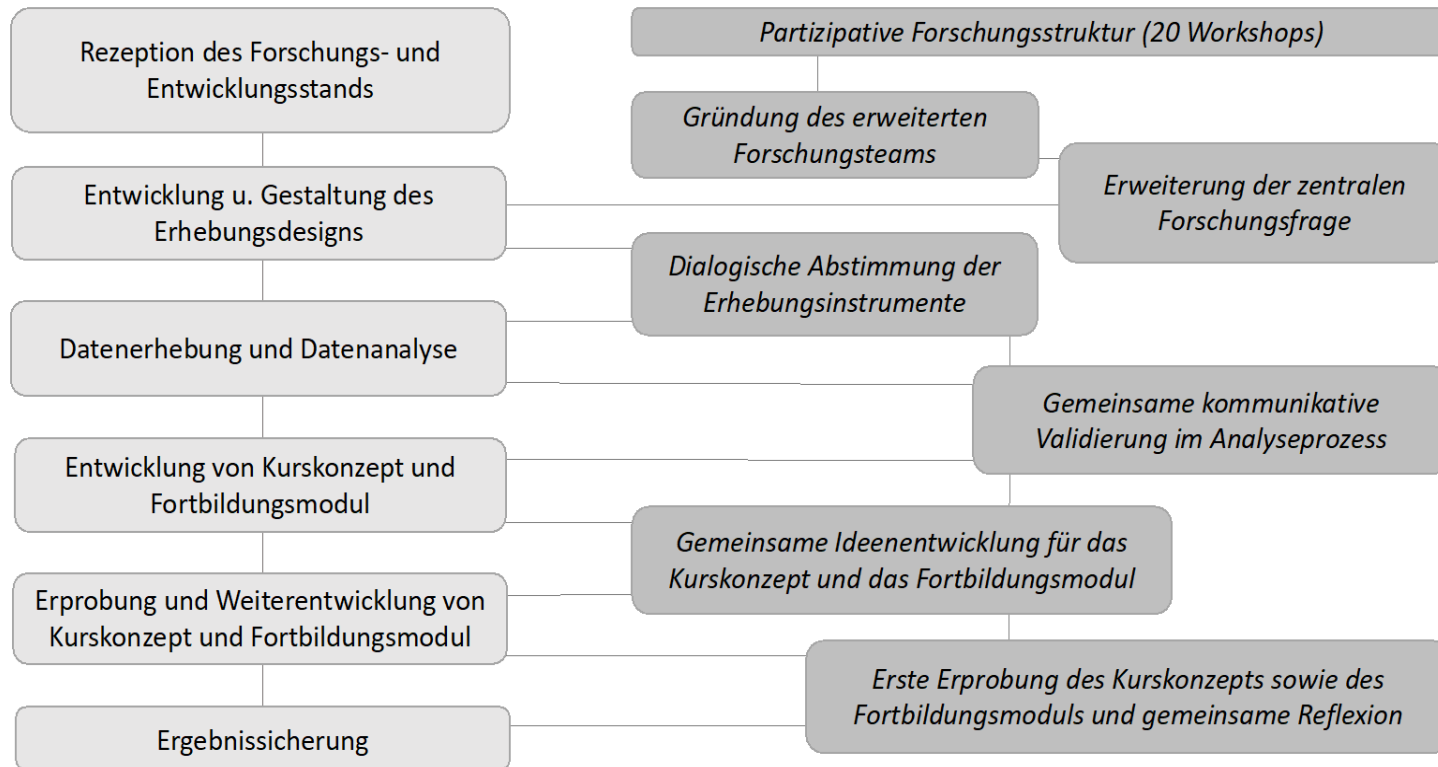 Rezeption des Forschungs- und
Entwicklungsstands
Entwicklung u. Gestaltung des
Erhebungsdesigns
Datenerhebung und Datenanalyse
Entwicklung von Kurskonzept und
Fortbildungsmodul
Erprobung und Weiterentwicklung von
Kurskonzept und Fortbildungsmodul
Ergebnissicherung
Partizipative Forschungsstruktur (20 Workshops)
Gründung des erweiterten
Forschungsteams
Erweiterung der zentralen
Forschungsfrage
Dialogische Abstimmung der
Erhebungsinstrumente
Gemeinsame kommunikative
Validierung im Analyseprozess
Gemeinsame Ideenentwicklung für das
Kurskonzept und das Fortbildungsmodul
Erste Erprobung des Kurskonzepts sowie des
Fortbildungsmoduls und gemeinsame Reflexion